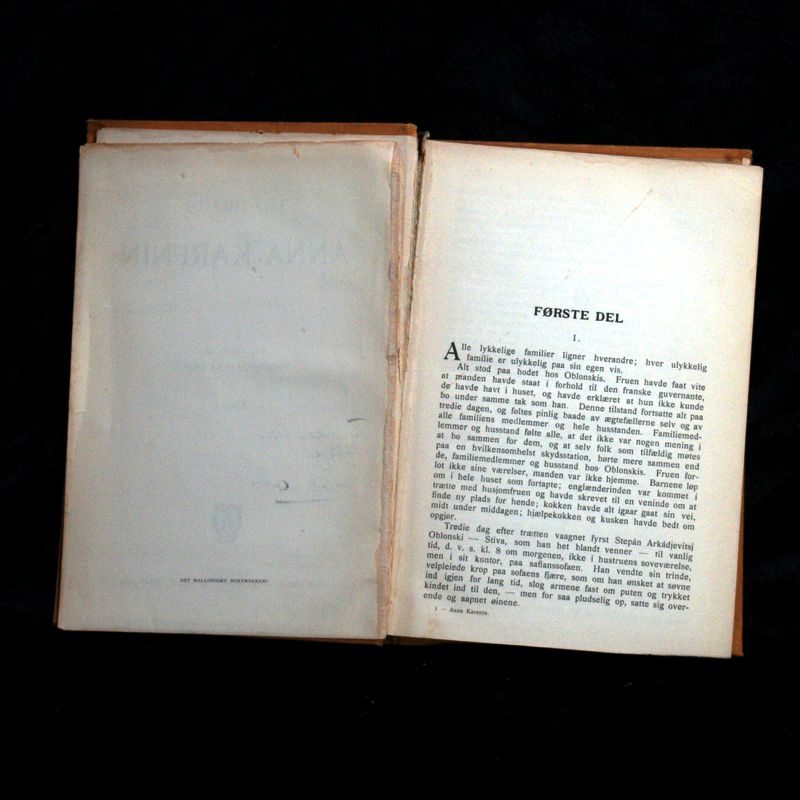 ANNA KARENIN
DET MALLINGSKE BOKTRYKKERI
FØRSTE DEL
1.
Alle lykkelige familier ligner hverandre; hver ulykkelig
familie er ulykkelig paa sin egen vis.
Alt stod paa hodet hos Oblonskis. Fruen havde faat vite
at manden havde staat i forhold til den franske guvernante,
de havde havt i huset, og havde erklæret at hun ikke kunde
bo under samme tak som han. Denne tilstand fortsatte alt paa
tredie dagen, og føltes pinlig baade av ægtefællerne selv og av
alle familiens medlemmer og hele husstanden. Familiemed-
lemmer og husstand følte alle, at det ikke var nogen mening i
at bo sammen for dem, og at selv folk som tilfældig møtes
paa en hvilkensomhelst skydsstation, hørte mere sammen end
de, familiemedlemmer og husstand hos Oblonskis. Fruen for-
lot ikke sine værelser, manden var ikke hjemme. Barnene løp
om i hele huset som fortapte; englænderinden var kommet i
trætte med husjomfruen og havde skrevet til en veninde om at
finde ny plads for hende; kokken havde alt igaar gaat sin vei,
midt under middagen; hjælpekokken og kusken havde bedt om
opgjør.
Tredie dag efter trætten vaagnet fyrst Stepán Arkádjevitsj
Oblonski — Stiva, som han het blandt venner — til vanlig
tid, d. v. s. kl. 8 om morgenen, ikke i hustruens soveværelse,
men i sit kontor, paa safianssofaen. Han vendte sin trinde,
velpleiede krop paa sofaens fjære, som om han ønsket at søvne
ind igjen for lang tid, slog armene fast om puten og trykket
kindet ind til den, — men for saa pludselig op, satte sig over-
ende og aapnet øinene.
1 — Anna Karenin.